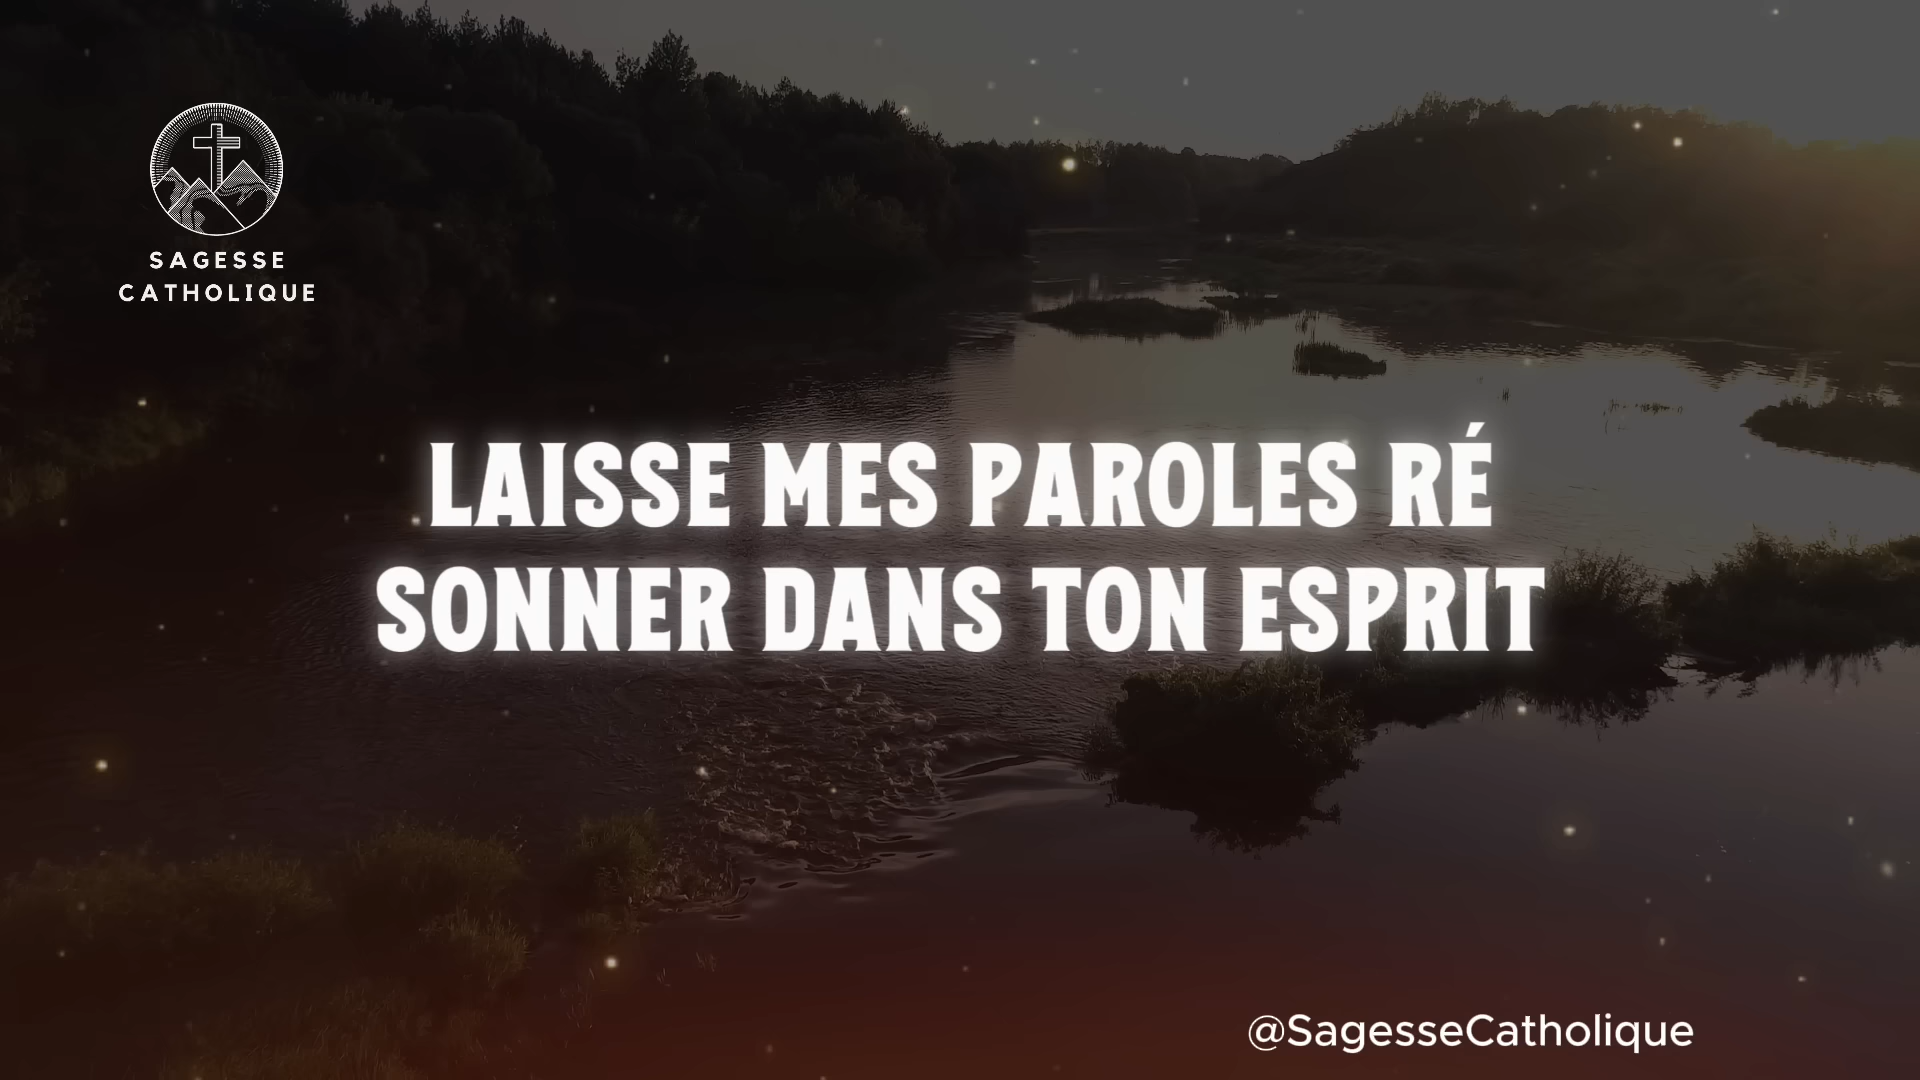 SAGESSE
CATHOLIQUE
LAISSE MES PAROLES RÉ
SONNER DANS TON ESPRIT
@SagesseCatholique